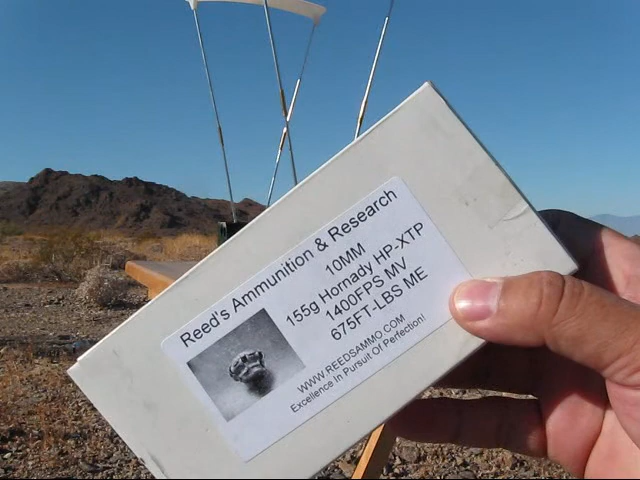 Reed's Ammunition & Research
10MM
155g Hornady HP-XTP
1400FPS MV
675FT-LBS ME
WWW.REEDSAMMO.COM
Excellence In Pursuit Of Perfection!